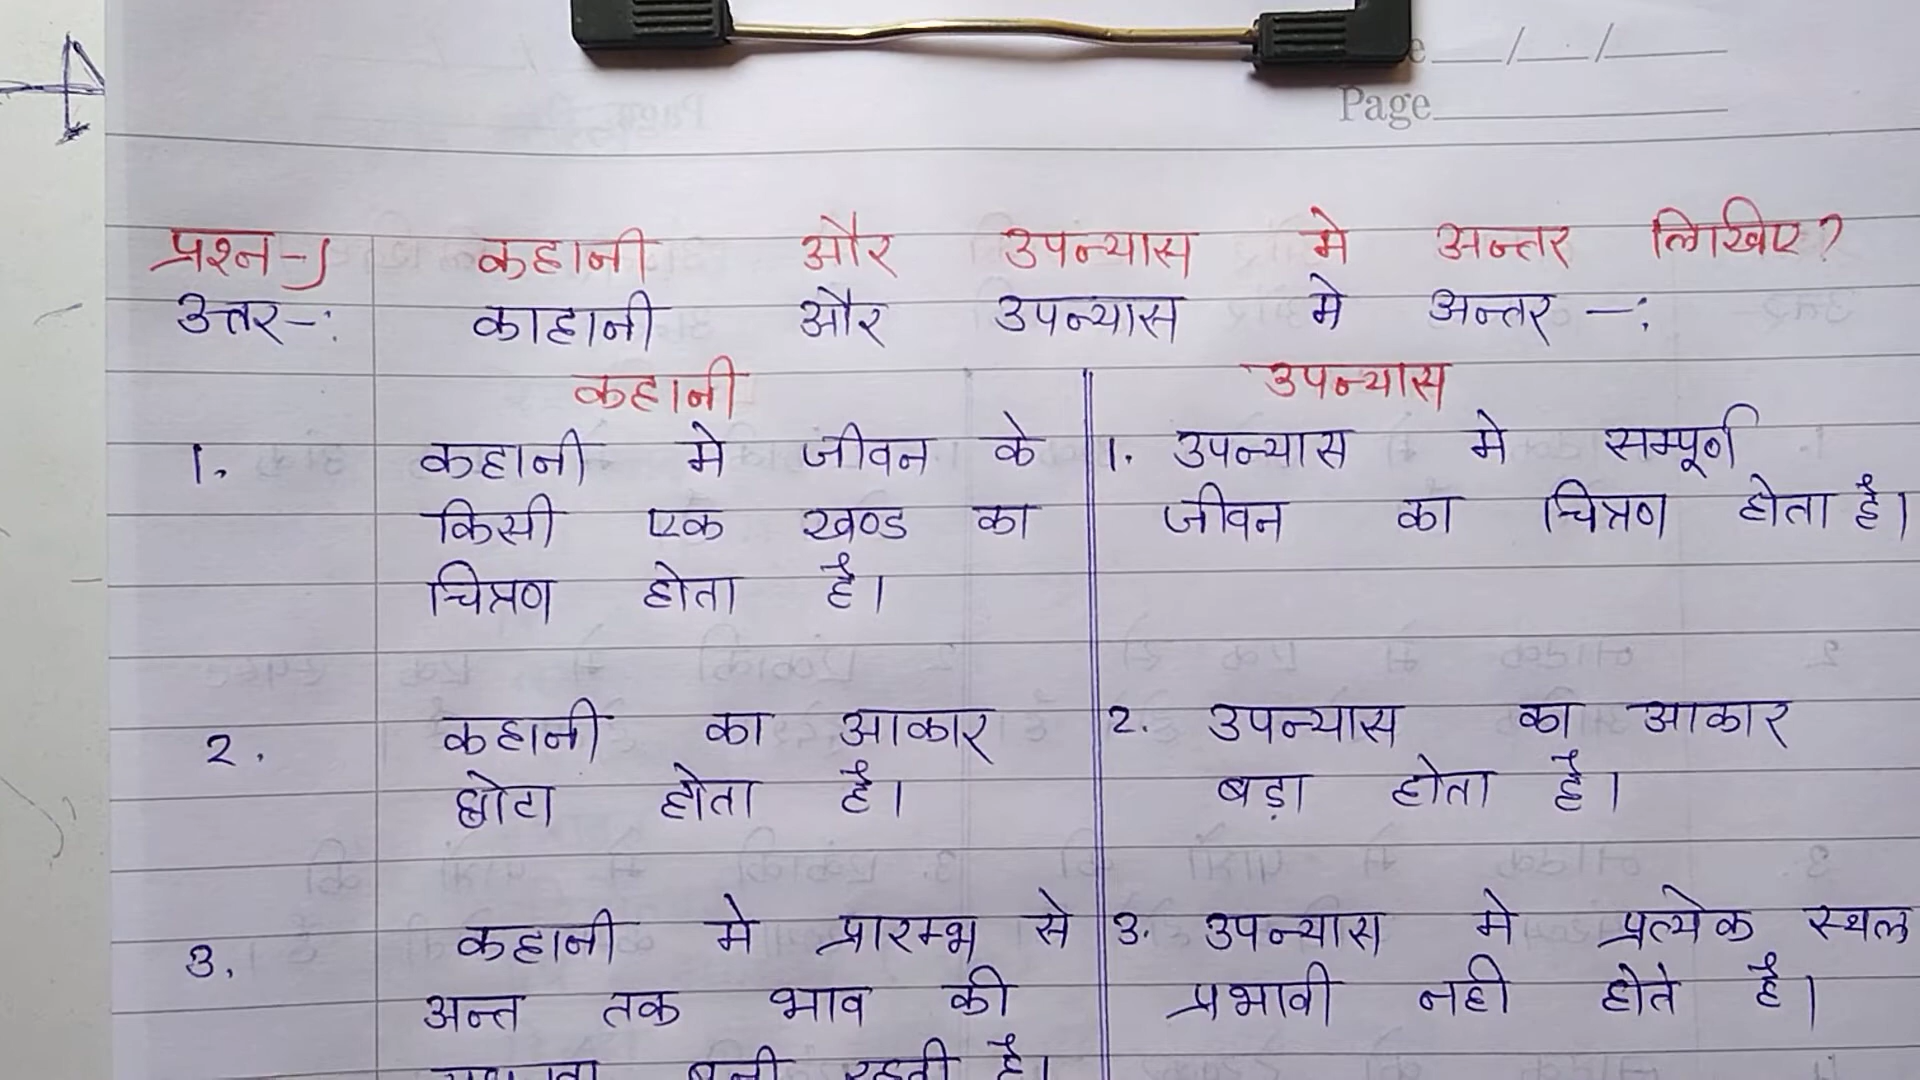 Page
प्रश्न-1 कहानी और उपन्यास मे अन्तर लिखिए?
उत्तर-: काहानी और उपन्यास मे अन्तर -:
कहानी
1. कहानी मे जीवन के
किसी एक खण्ड का
चित्रण होता है।
2. कहानी का आकार
छोटा होता है।
3. कहानी मे प्रारम्भ से
अन्त तक भाव की
बनी रहती है।
उपन्यास
1. उपन्यास मे सम्पूर्ण
जीवन का चित्रण होता है।
2. उपन्यास का आकार
बड़ा होता है।
3. उपन्यास मे प्रत्येक स्थल
प्रभावी नही होते है।